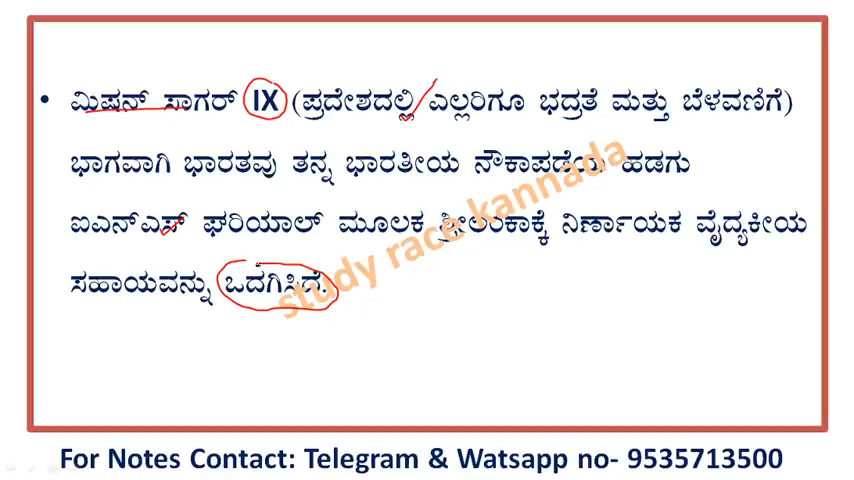 • ಮಿಷನ್ ಸಾಗರ್ IX (ಪ್ರದೇಶದಲ್ಲಿ ಎಲ್ಲರಿಗೂ ಭದ್ರತೆ ಮತ್ತು ಬೆಳವಣಿಗೆ)
ಭಾಗವಾಗಿ ಭಾರತವು ತನ್ನ ಭಾರತೀಯ ನೌಕಾಪಡೆಯ ಹಡಗು
ಐಎನ್ಎಸ್ ಘರಿಯಾಲ್ ಮೂಲಕ ಶ್ರೀಲಂಕಾಕ್ಕೆ ನಿರ್ಣಾಯಕ ವೈದ್ಯಕೀಯ
ಸಹಾಯವನ್ನು ಒದಗಿಸಿದೆ.
study race kannada
For Notes Contact: Telegram & Watsapp no- 9535713500